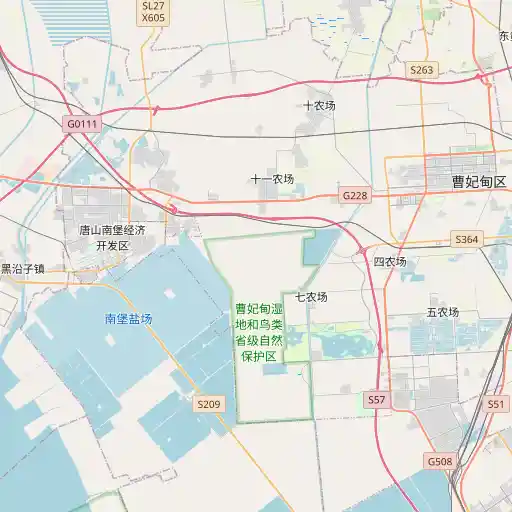 SL27
X605
东
S263
十农场
G0111
十一农场
曹妃甸区
G228
唐山南堡经济
开发区
S364
四农场
黑沿子镇
七农场
曹妃甸湿
地和鸟类
省级自然
保护区
五农场
南堡盐场
S209
S57
S51
G508